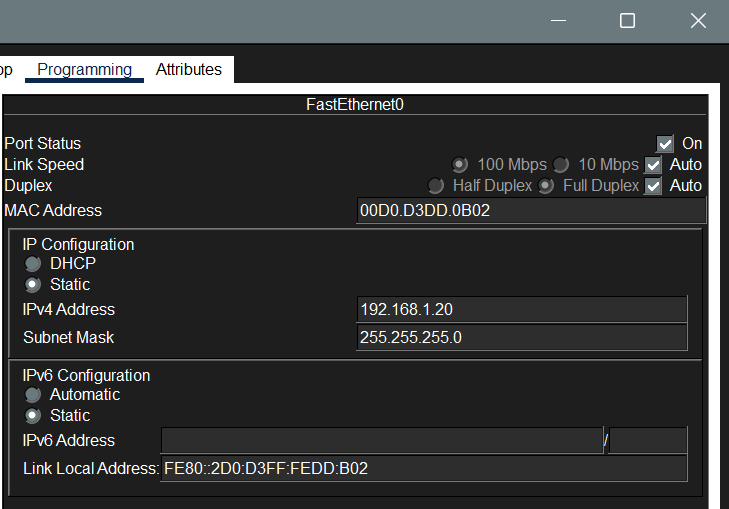 op Programming Attributes
FastEthernet0
Port Status On
Link Speed 100 Mbps 10 Mbps Auto
Duplex Half Duplex Full Duplex Auto
MAC Address 00D0.D3DD.0B02
IP Configuration
DHCP
Static
IPv4 Address 192.168.1.20
Subnet Mask 255.255.255.0
IPv6 Configuration
Automatic
Static
IPv6 Address /
Link Local Address: FE80::2D0:D3FF:FEDD:B02